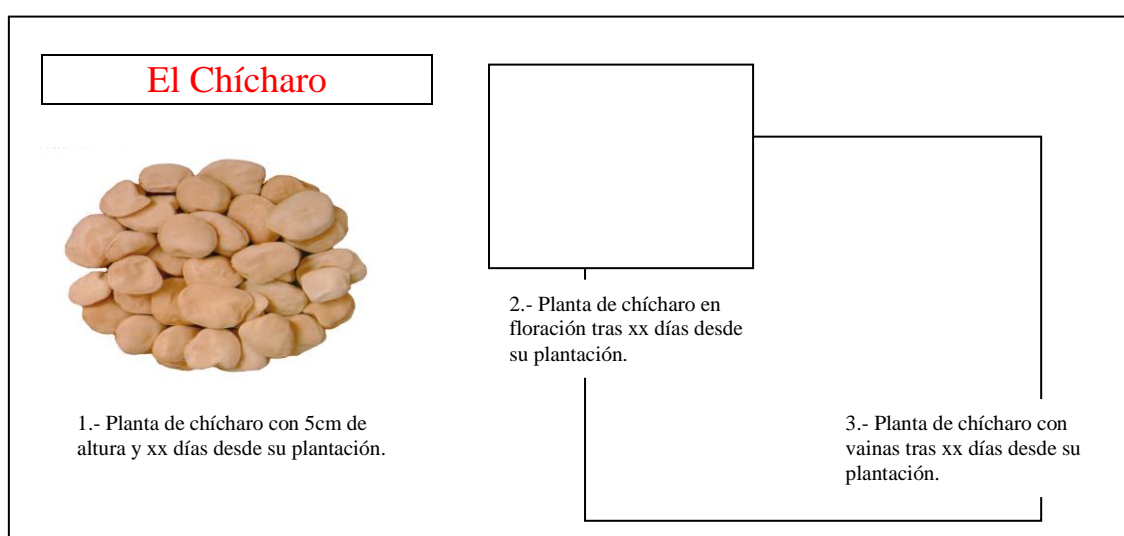 El Chícharo
2.- Planta de chícharo en
floración tras xx días desde
su plantación.
1.- Planta de chícharo con 5cm de
altura y xx días desde su plantación.
3.- Planta de chícharo con
vainas tras xx días desde su
plantación.